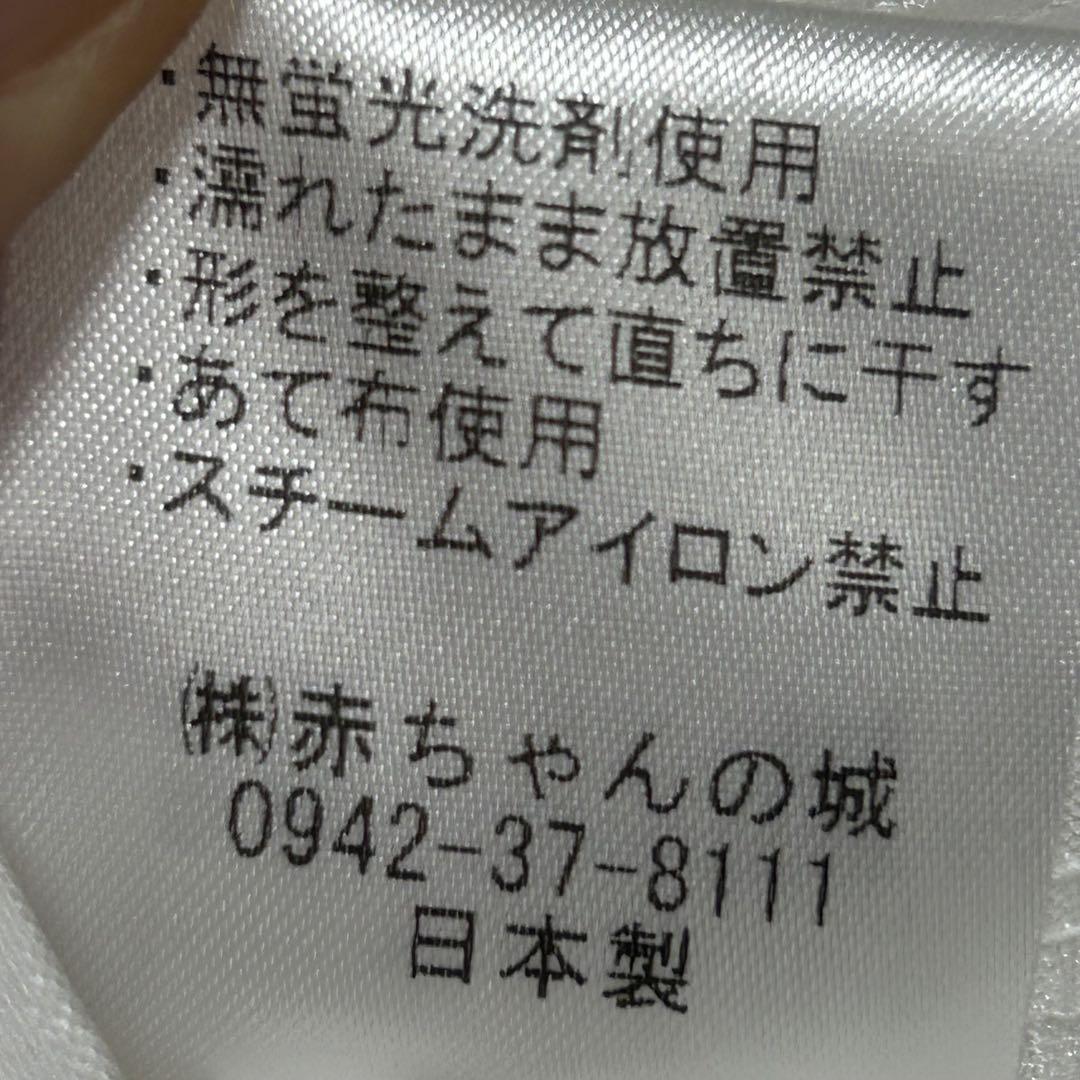 ・無蛍光洗剤使用
・濡れたまま放置禁止
・形を整えて直ちに干す
・あて布使用
・スチームアイロン禁止
㈱赤ちゃんの城
0942-37-8111
日本製